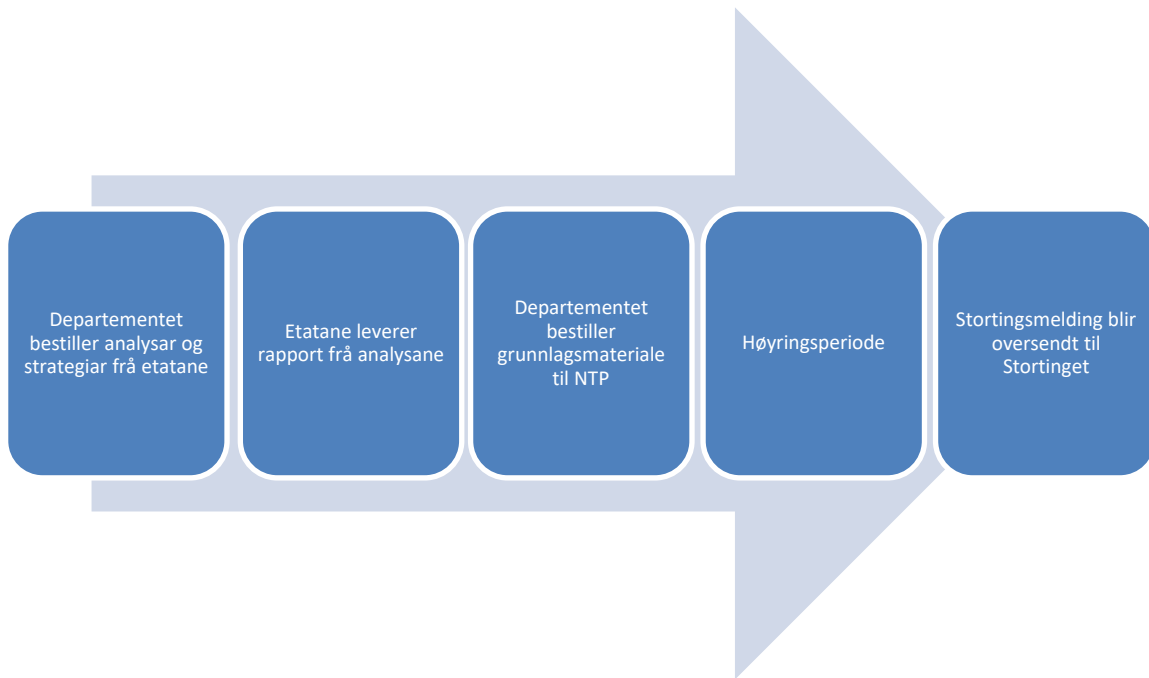 Departementet
bestiller analysar og
strategiar frå etatane
Etatane leverer
rapport frå analysane
Departementet
bestiller
grunnlagsmateriale
til NTP
Høyringsperiode
Stortingsmelding blir
oversendt til
Stortinget